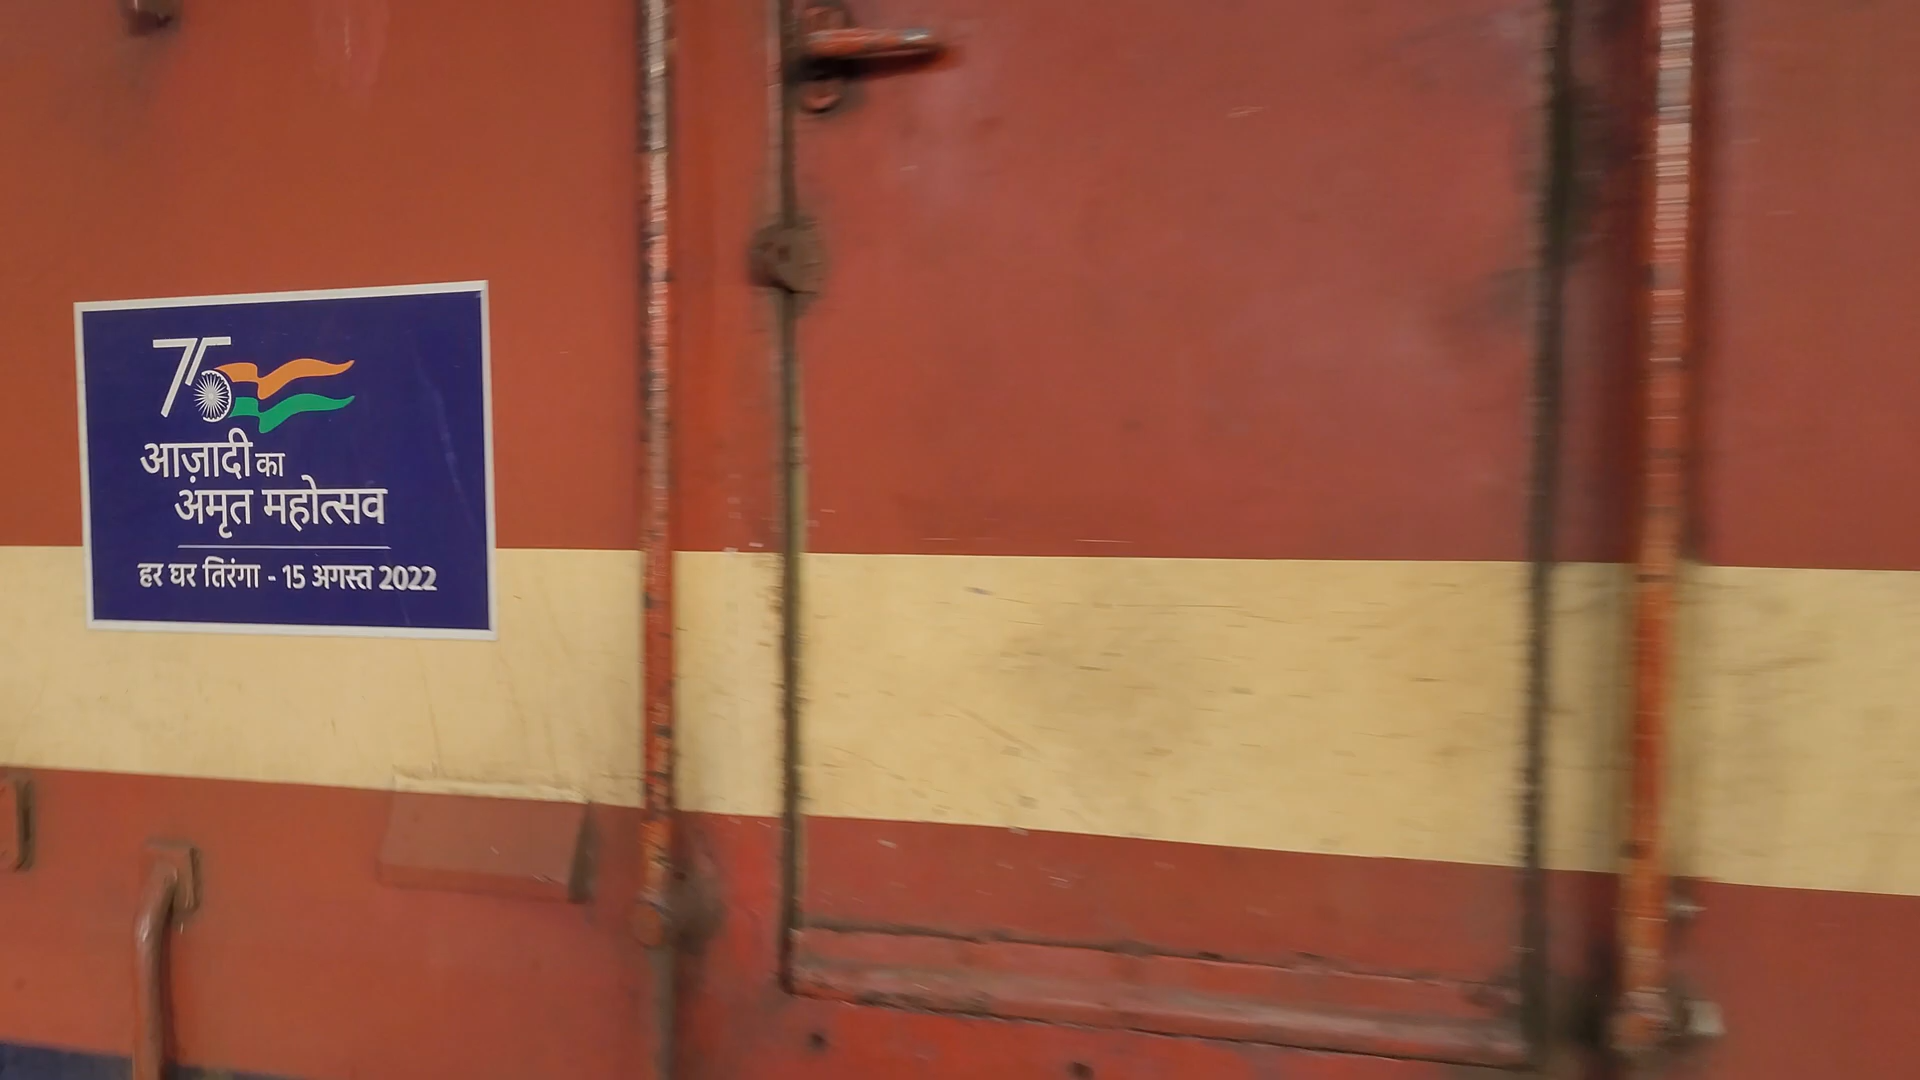 75
आज़ादी का
अमृत महोत्सव
हर घर तिरंगा - 15 अगस्त 2022